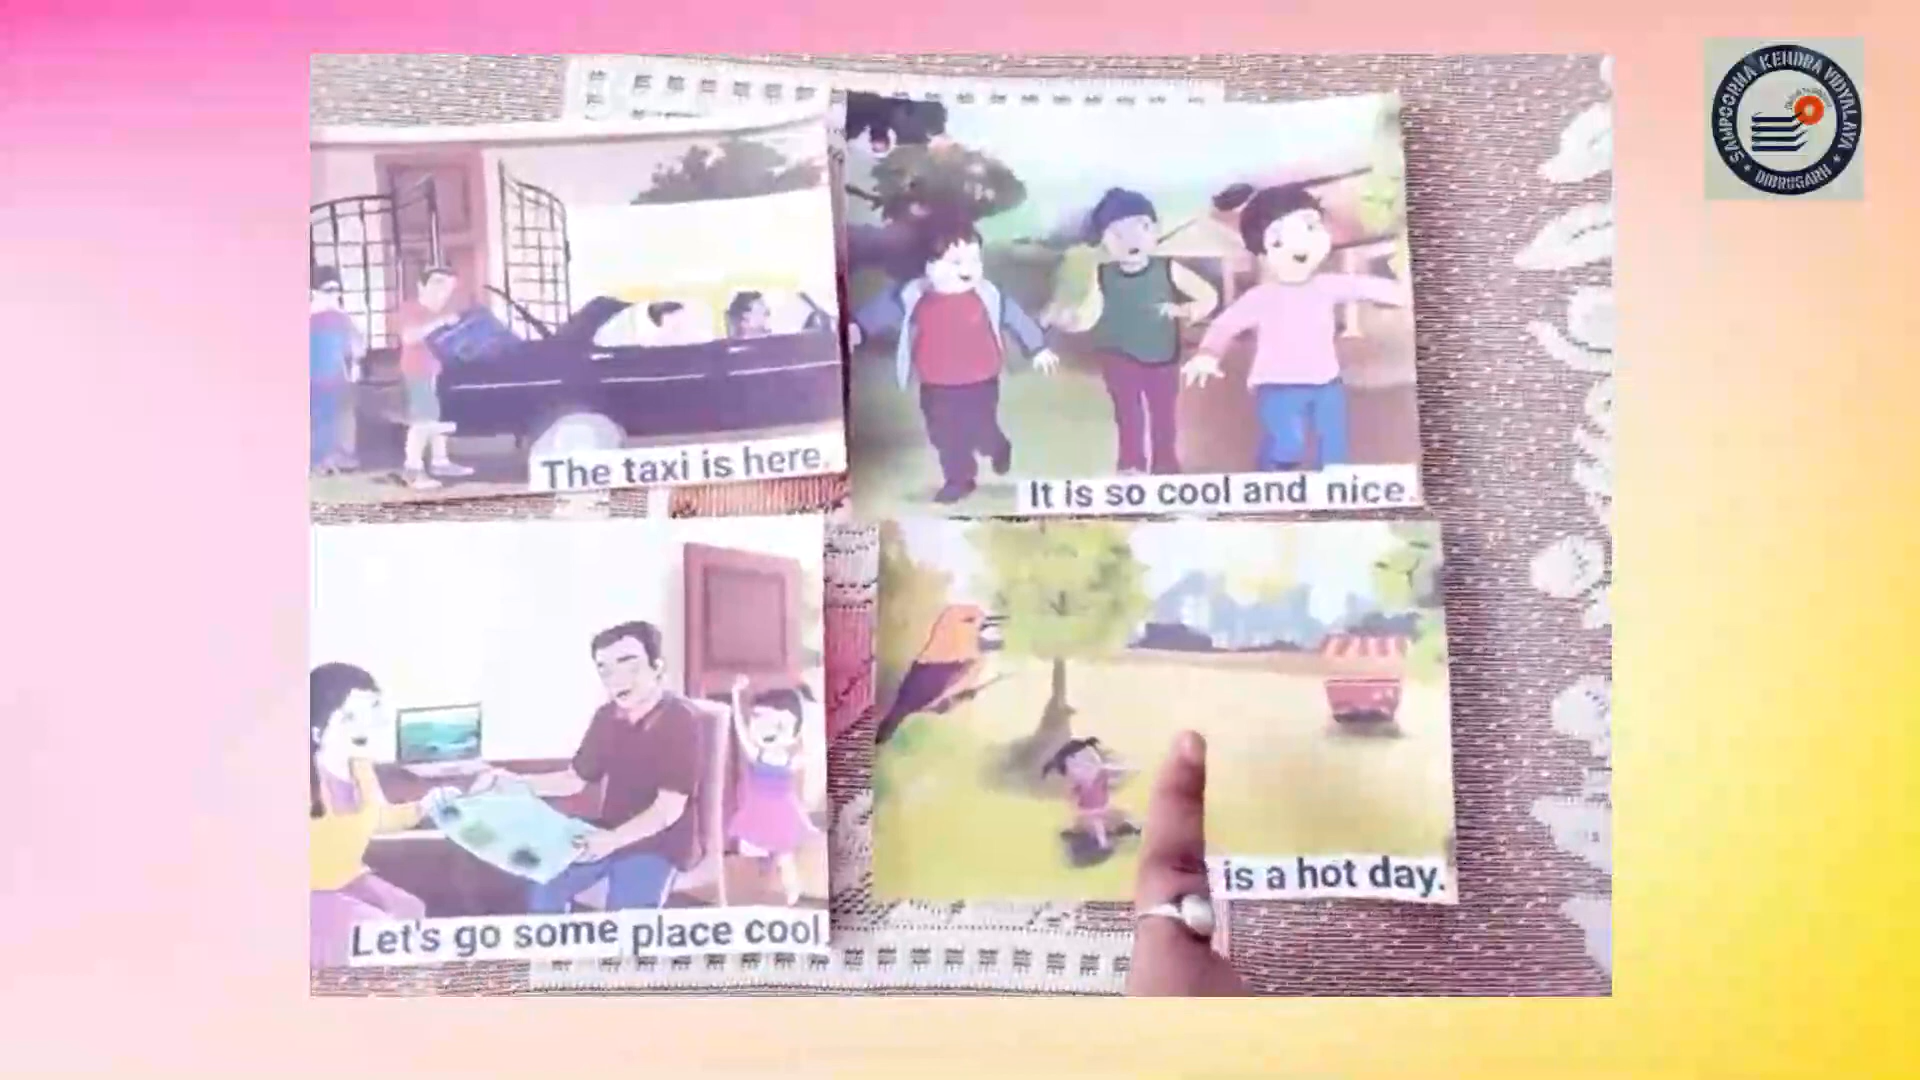 The taxi is here.
It is so cool and nice.
Let's go some place cool
is a hot day.
SAMPOORNA KENDRA VIDYALAYA
DIBRUGARH